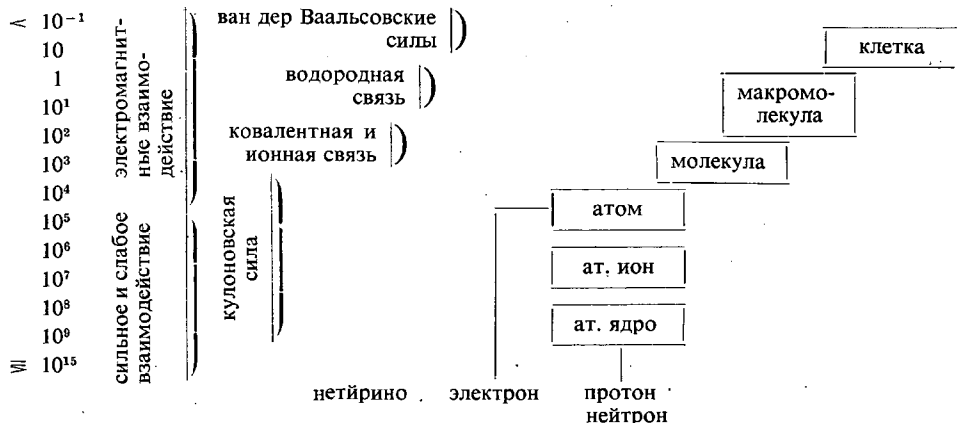 < 10⁻¹
10
1
10¹
10²
10³
10⁴
10⁵
10⁶
10⁷
10⁸
10⁹
≤ 10¹⁵
электромагнит-
ные взаимо-
действие
сильное и слабое
взаимодействие
ван дер Ваальсовские
силы
водородная
связь
ковалентная и
ионная связь
кулоновская
сила
клетка
макромо-
лекула
молекула
атом
ат. ион
ат. ядро
нетйрино
электрон
протон
нейтрон